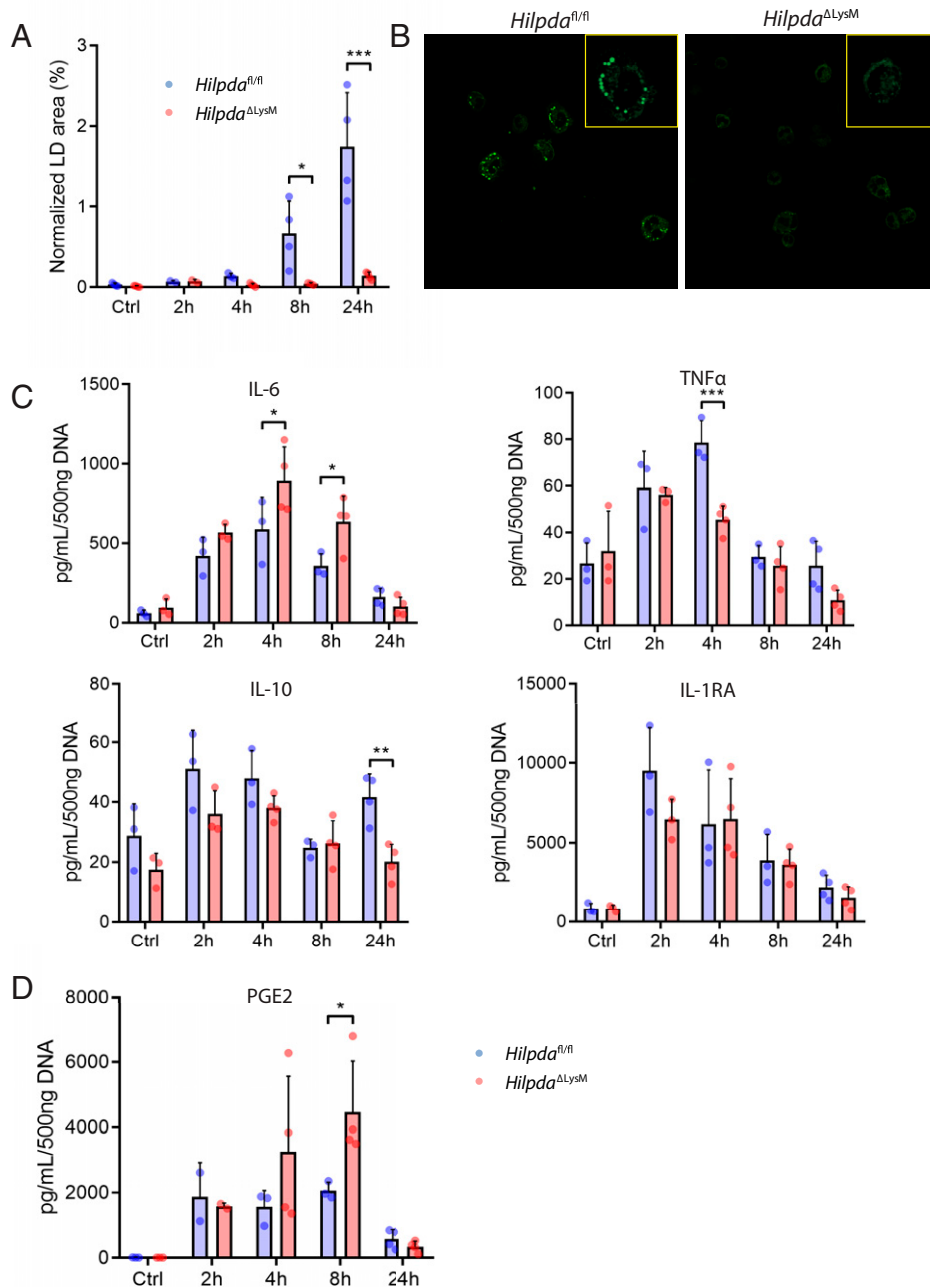 A
Normalized LD area (%)
3
2
1
0
Hilpda^fl/fl
Hilpda^ΔLysM
*
***
Ctrl 2h 4h 8h 24h
B
Hilpda^fl/fl Hilpda^ΔLysM
C
IL-6
pg/mL/500ng DNA
1500
1000
500
0
*
*
Ctrl 2h 4h 8h 24h
TNFα
pg/mL/500ng DNA
100
80
60
40
20
0
***
Ctrl 2h 4h 8h 24h
IL-10
pg/mL/500ng DNA
80
60
40
20
0
**
Ctrl 2h 4h 8h 24h
IL-1RA
pg/mL/500ng DNA
15000
10000
5000
0
Ctrl 2h 4h 8h 24h
D
PGE2
pg/mL/500ng DNA
8000
6000
4000
2000
0
*
Ctrl 2h 4h 8h 24h
Hilpda^fl/fl
Hilpda^ΔLysM